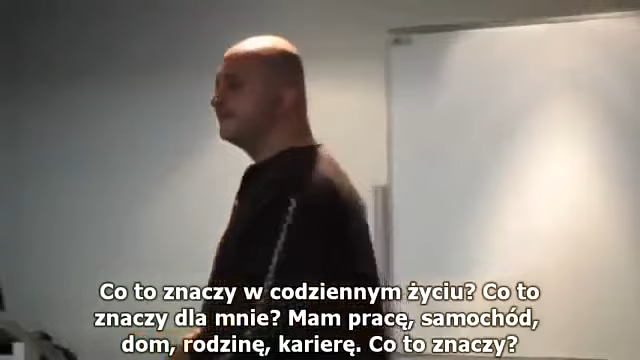 Co to znaczy w codziennym życiu? Co to
znaczy dla mnie? Mam pracę, samochód,
dom, rodzinę, karierę. Co to znaczy?